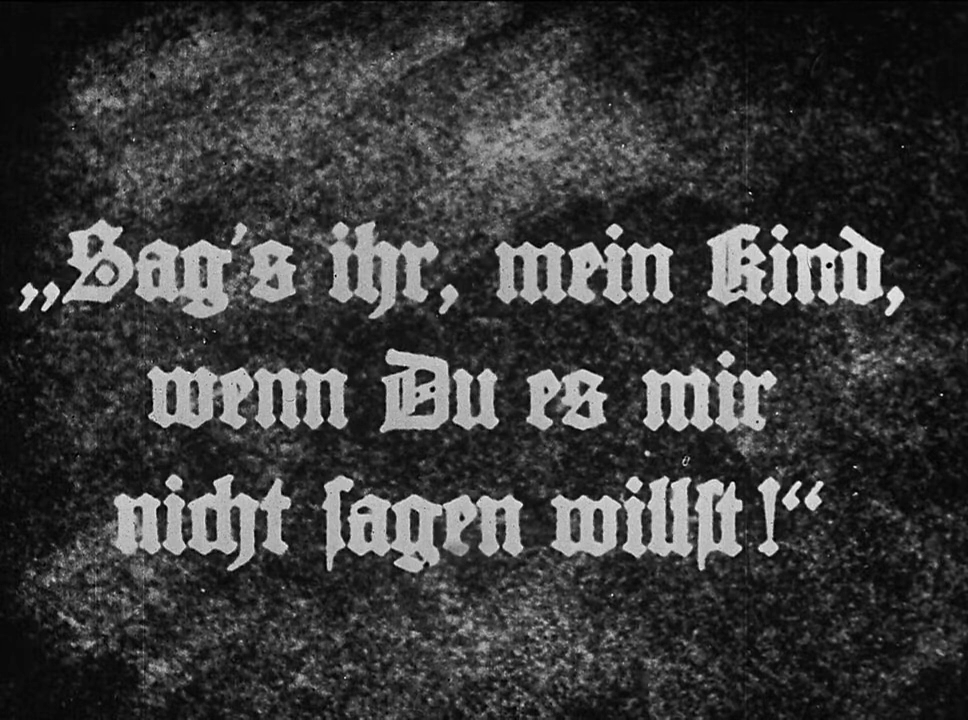 „Sag's ihr, mein Kind,
wenn Du es mir
nicht ſagen willſt!“